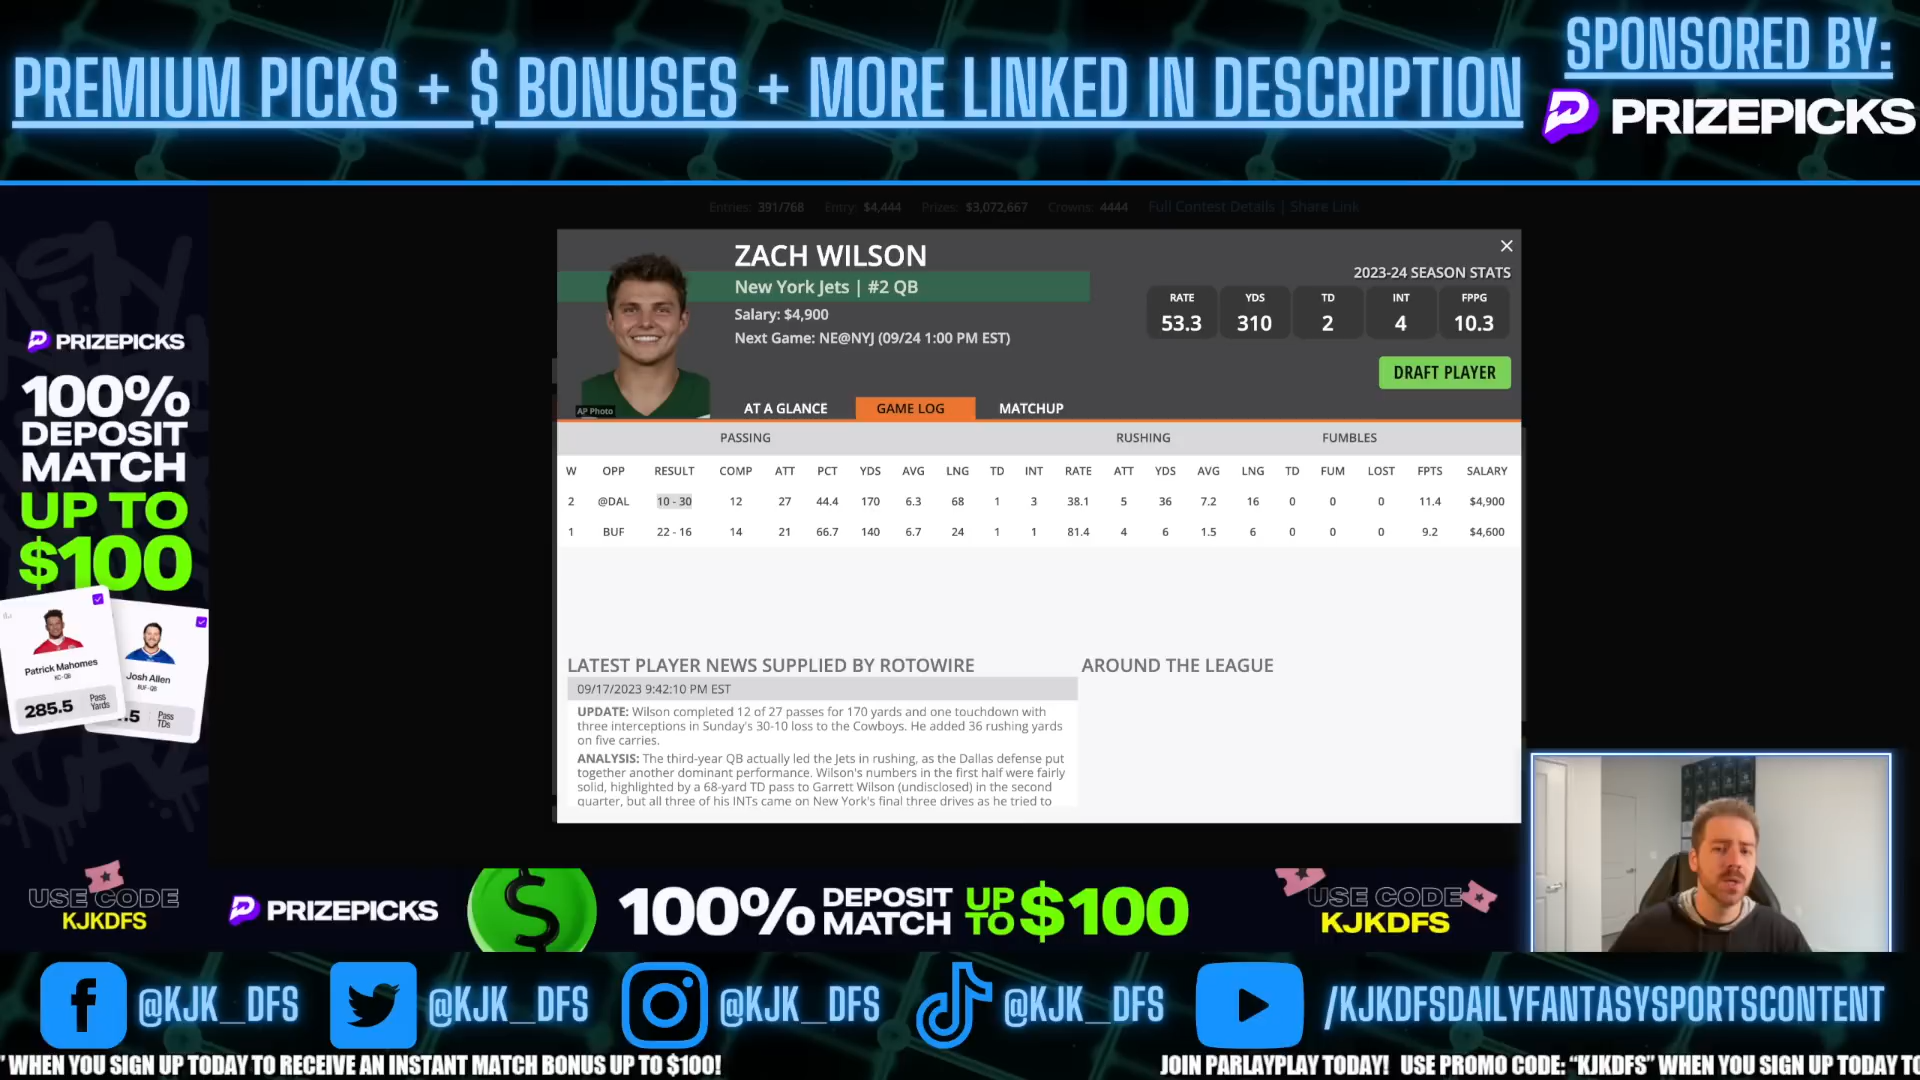 PREMIUM PICKS + $ BONUSES + MORE LINKED IN DESCRIPTION
SPONSORED BY:
PRIZEPICKS
Entries: 391/768 Entry: $4,444 Prizes: $3,072,667 Crowns: 4444 Full Contest Details | Share Link
ZACH WILSON
New York Jets | #2 QB
Salary: $4,900
Next Game: NE@NYJ (09/24 1:00 PM EST)
AP Photo
2023-24 SEASON STATS
RATE YDS TD INT FPPG
53.3 310 2 4 10.3
DRAFT PLAYER
AT A GLANCE GAME LOG MATCHUP
PASSING RUSHING FUMBLES
W OPP RESULT COMP ATT PCT YDS AVG LNG TD INT RATE ATT YDS AVG LNG TD FUM LOST FPTS SALARY
2 @DAL 10 - 30 12 27 44.4 170 6.3 68 1 3 38.1 5 36 7.2 16 0 0 0 11.4 $4,900
1 BUF 22 - 16 14 21 66.7 140 6.7 24 1 1 81.4 4 6 1.5 6 0 0 0 9.2 $4,600
LATEST PLAYER NEWS SUPPLIED BY ROTOWIRE
AROUND THE LEAGUE
09/17/2023 9:42:10 PM EST
UPDATE: Wilson completed 12 of 27 passes for 170 yards and one touchdown with
three interceptions in Sunday's 30-10 loss to the Cowboys. He added 36 rushing yards
on five carries.
ANALYSIS: The third-year QB actually led the Jets in rushing, as the Dallas defense put
together another dominant performance. Wilson's numbers in the first half were fairly
solid, highlighted by a 68-yard TD pass to Garrett Wilson (undisclosed) in the second
quarter, but all three of his INTs came on New York's final three drives as he tried to
PRIZEPICKS
100%
DEPOSIT
MATCH
UP TO
$100
Patrick Mahomes
KC-QB
285.5 Pass Yards
Josh Allen
BUF-QB
.5 Pass TDs
USE CODE
KJKDFS
PRIZEPICKS
$
100% DEPOSIT MATCH UP TO $100
USE CODE
KJKDFS
@KJK_DFS
@KJK_DFS
@KJK_DFS
@KJK_DFS
/KJKDFSDAILYFANTASYSPORTSCONTENT
" WHEN YOU SIGN UP TODAY TO RECEIVE AN INSTANT MATCH BONUS UP TO $100!
JOIN PARLAYPLAY TODAY! USE PROMO CODE: "KJKDFS" WHEN YOU SIGN UP TODAY TO